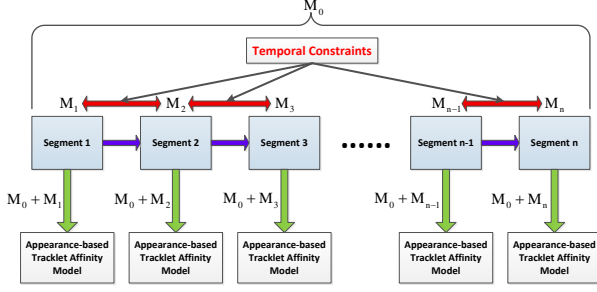 M₀
Temporal Constraints
M₁ M₂ M₃ Mₙ₋₁ Mₙ
Segment 1 Segment 2 Segment 3 ...... Segment n-1 Segment n
M₀ + M₁ M₀ + M₂ M₀ + M₃ M₀ + Mₙ₋₁ M₀ + Mₙ
Appearance-based Tracklet Affinity Model
Appearance-based Tracklet Affinity Model
Appearance-based Tracklet Affinity Model
Appearance-based Tracklet Affinity Model
Appearance-based Tracklet Affinity Model